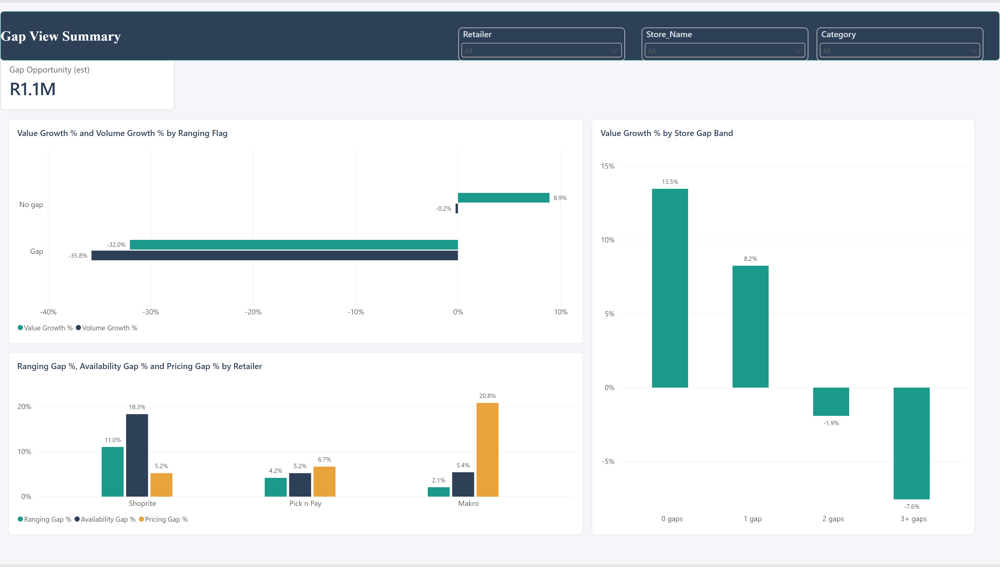 Gap View Summary
Retailer
All
Store_Name
All
Category
All
Gap Opportunity (est)
R1.1M
Value Growth % and Volume Growth % by Ranging Flag
No gap
8.9%
-0.2%
Gap
-32.0%
-35.8%
-40% -30% -20% -10% 0% 10%
Value Growth % Volume Growth %
Ranging Gap %, Availability Gap % and Pricing Gap % by Retailer
20%
10%
0%
11.0% 18.3% 5.2%
4.2% 5.2% 6.7%
2.1% 5.4% 20.8%
Shoprite Pick n Pay Makro
Ranging Gap % Availability Gap % Pricing Gap %
Value Growth % by Store Gap Band
15%
10%
5%
0%
-5%
13.5%
8.2%
-1.9%
-7.6%
0 gaps 1 gap 2 gaps 3+ gaps